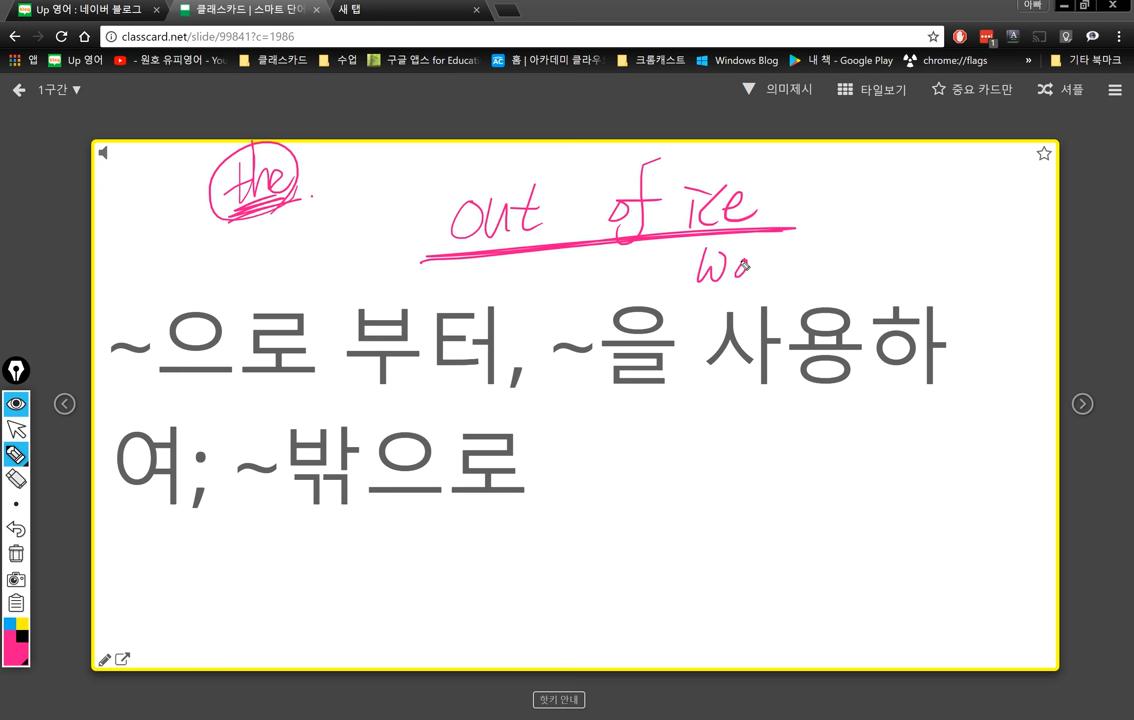 Up 영어 : 네이버 블로그
클래스카드 | 스마트 단어
새 탭
아빠
classcard.net/slide/99841?c=1986
앱
Up 영어
- 원호 유피영어 - You
클래스카드
수업
구글 앱스 for Educati
홈 | 아카데미 클라우
크롬캐스트
Windows Blog
내 책 - Google Play
chrome://flags
»
기타 북마크
1구간 ▼
▼ 의미제시
타일보기
중요 카드만
셔플
the.
out of ice
wo
~으로 부터, ~을 사용하
여; ~밖으로
핫키 안내